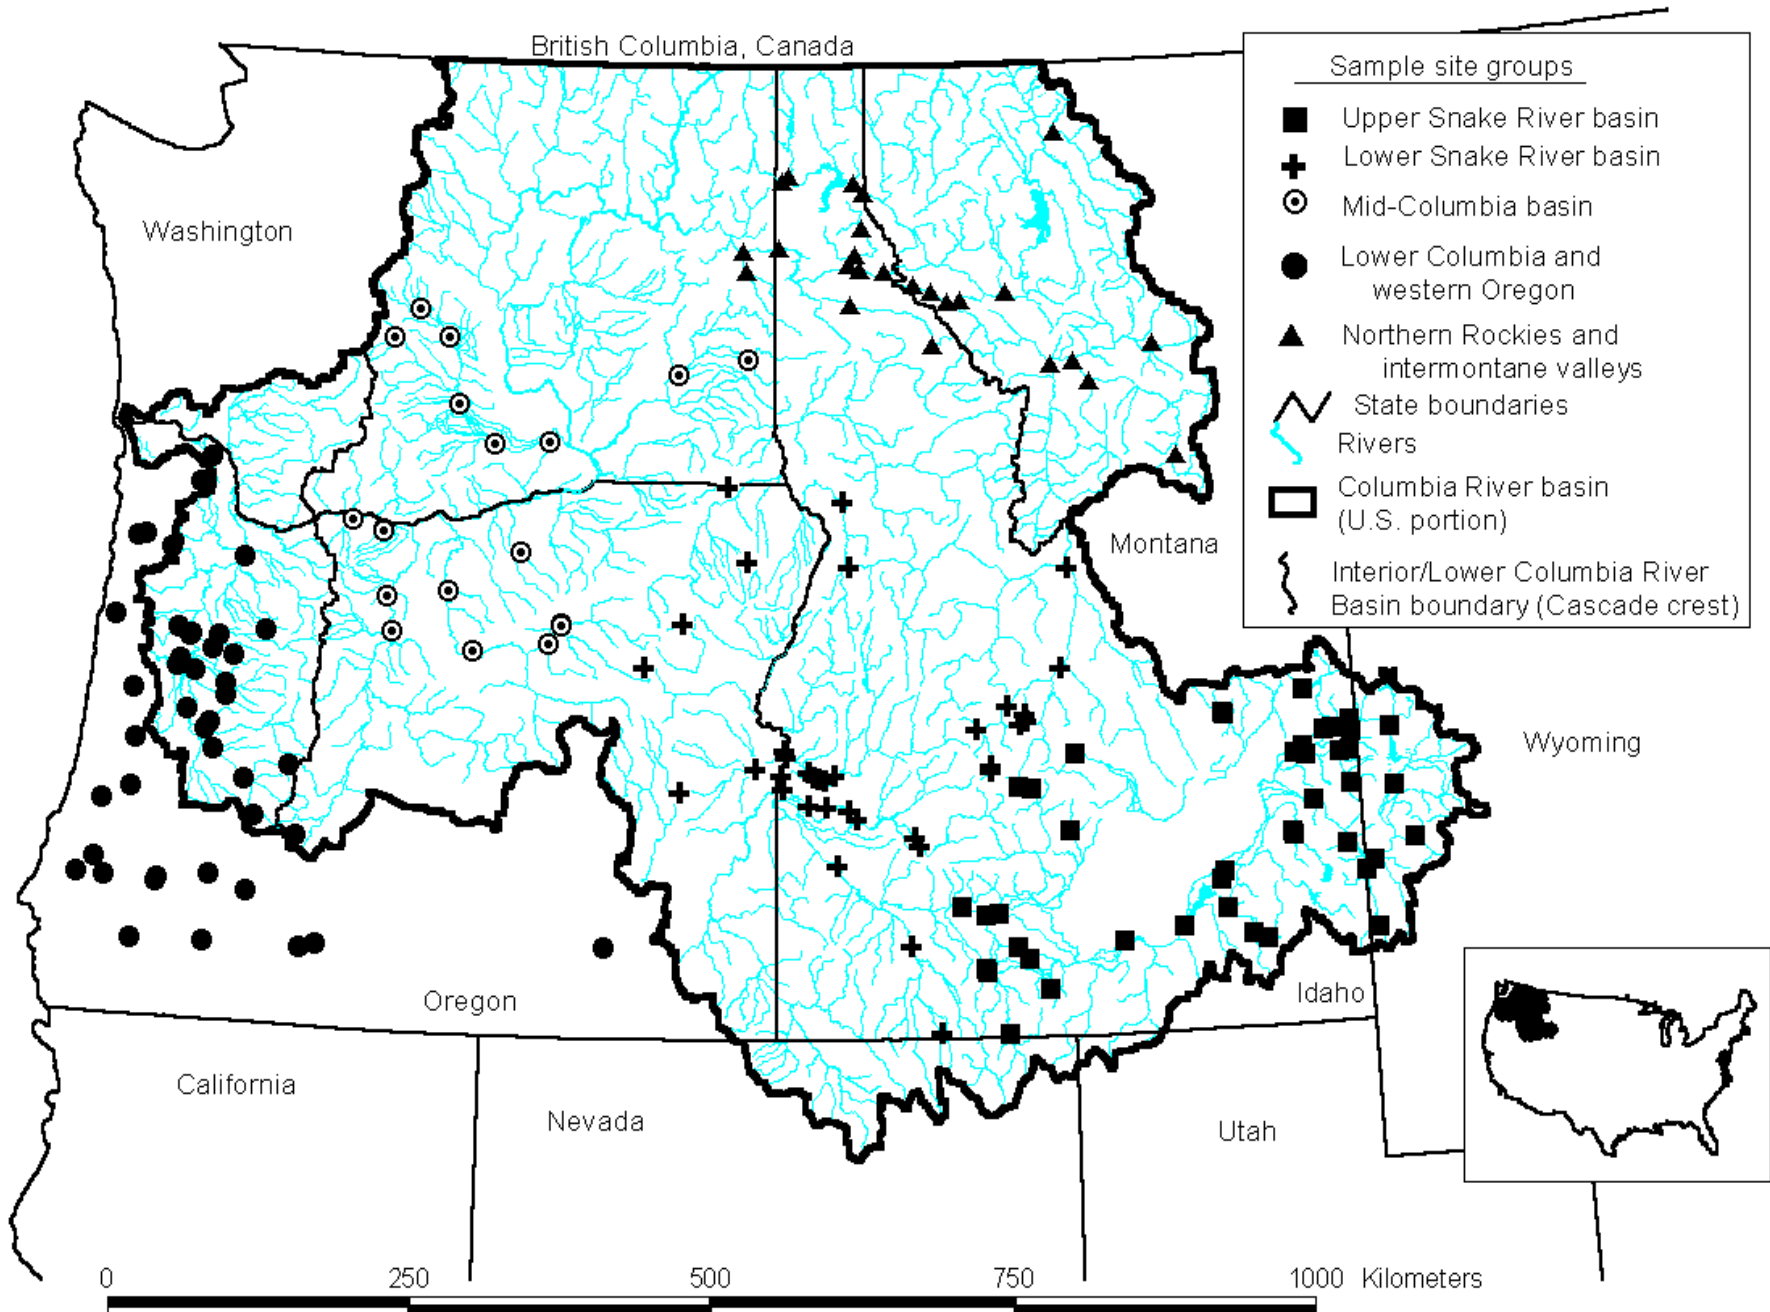 British Columbia, Canada
Sample site groups
Upper Snake River basin
Lower Snake River basin
Mid-Columbia basin
Lower Columbia and
western Oregon
Northern Rockies and
intermontane valleys
State boundaries
Rivers
Columbia River basin
(U.S. portion)
Interior/Lower Columbia River
Basin boundary (Cascade crest)
Washington
Montana
Wyoming
Oregon
Idaho
California
Nevada
Utah
0 250 500 750 1000 Kilometers